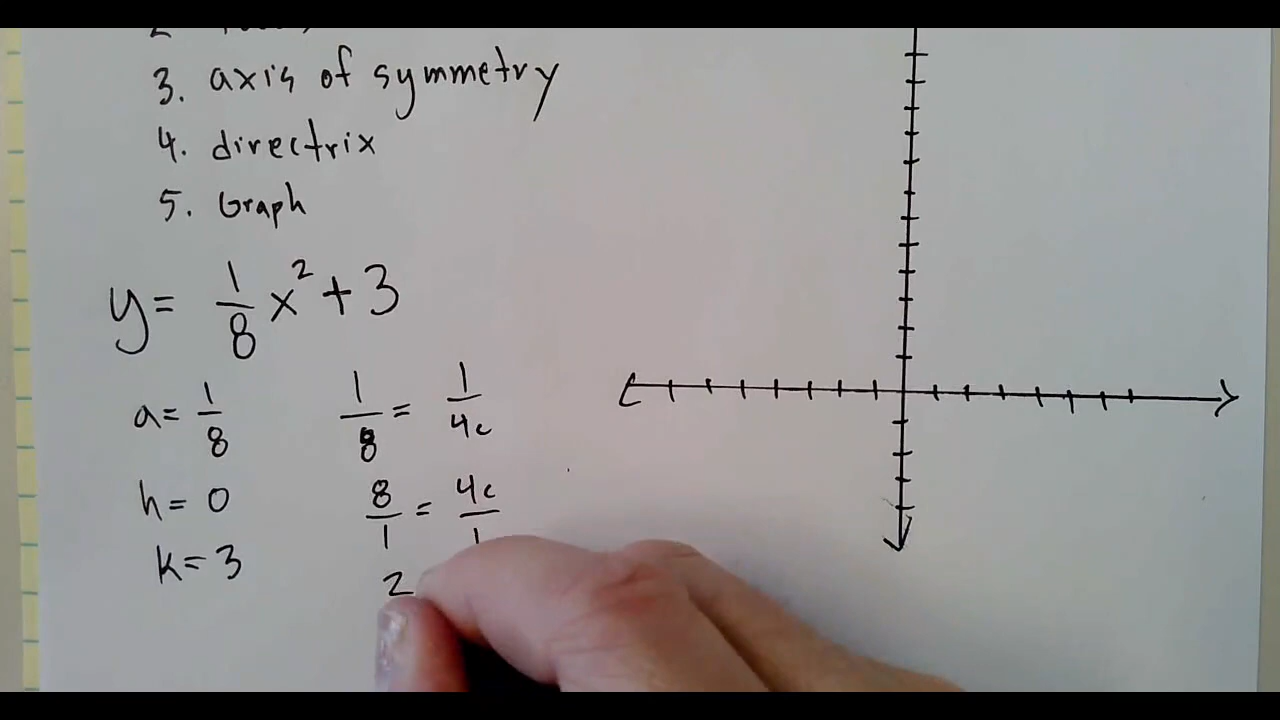 2
3. axis of symmetry
4. directrix
5. Graph
y= 1/8 x² + 3
a= 1/8
1/8 = 1/4c
h= 0
8/1 = 4c/1
k= 3
2